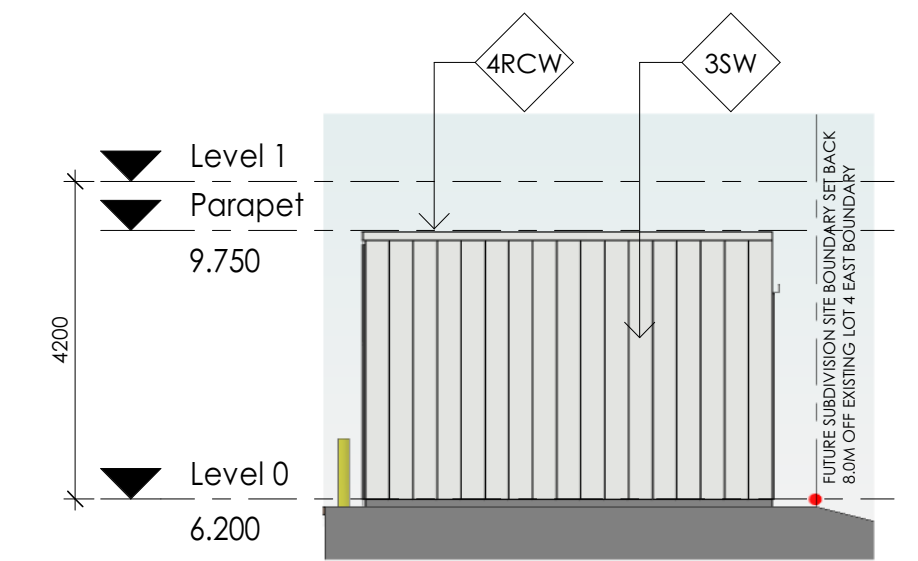 4RCW
3SW
Level 1
Parapet
9.750
4200
Level 0
6.200
FUTURE SUBDIVISION SITE BOUNDARY SET BACK
8.0M OFF EXISTING LOT 4 EAST BOUNDARY